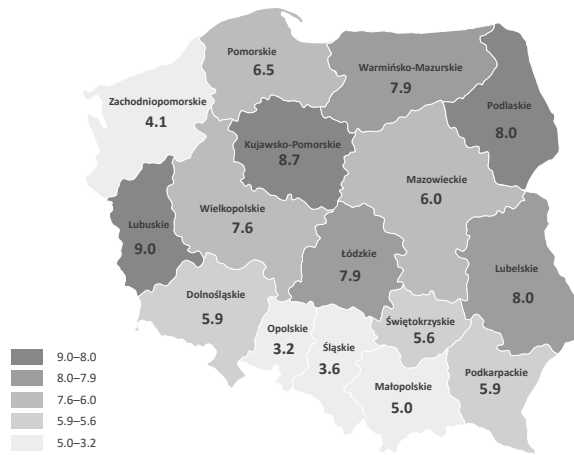 Pomorskie
6.5
Warmińsko-Mazurskie
7.9
Zachodniopomorskie
4.1
Podlaskie
8.0
Kujawsko-Pomorskie
8.7
Mazowieckie
6.0
Wielkopolskie
7.6
Lubuskie
9.0
Łódzkie
7.9
Lubelskie
8.0
Dolnośląskie
5.9
Świętokrzyskie
5.6
Opolskie
3.2
Śląskie
3.6
Podkarpackie
5.9
Małopolskie
5.0
9.0–8.0
8.0–7.9
7.6–6.0
5.9–5.6
5.0–3.2